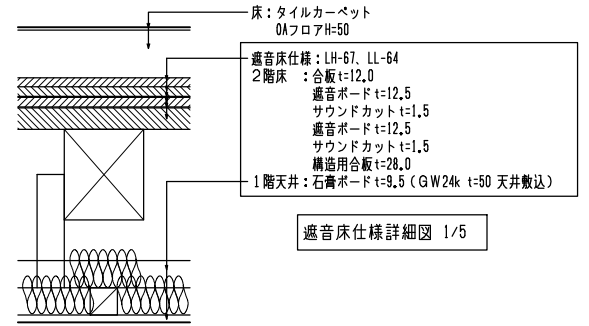 床：タイルカーペット
OAフロアH=50
遮音床仕様：LH-67、LL-64
2階床　：合板t=12.0
遮音ボードt=12.5
サウンドカットt=1.5
遮音ボードt=12.5
サウンドカットt=1.5
構造用合板t=28.0
1階天井：石膏ボードt=9.5（GW24k t=50 天井敷込）
遮音床仕様詳細図 1/5